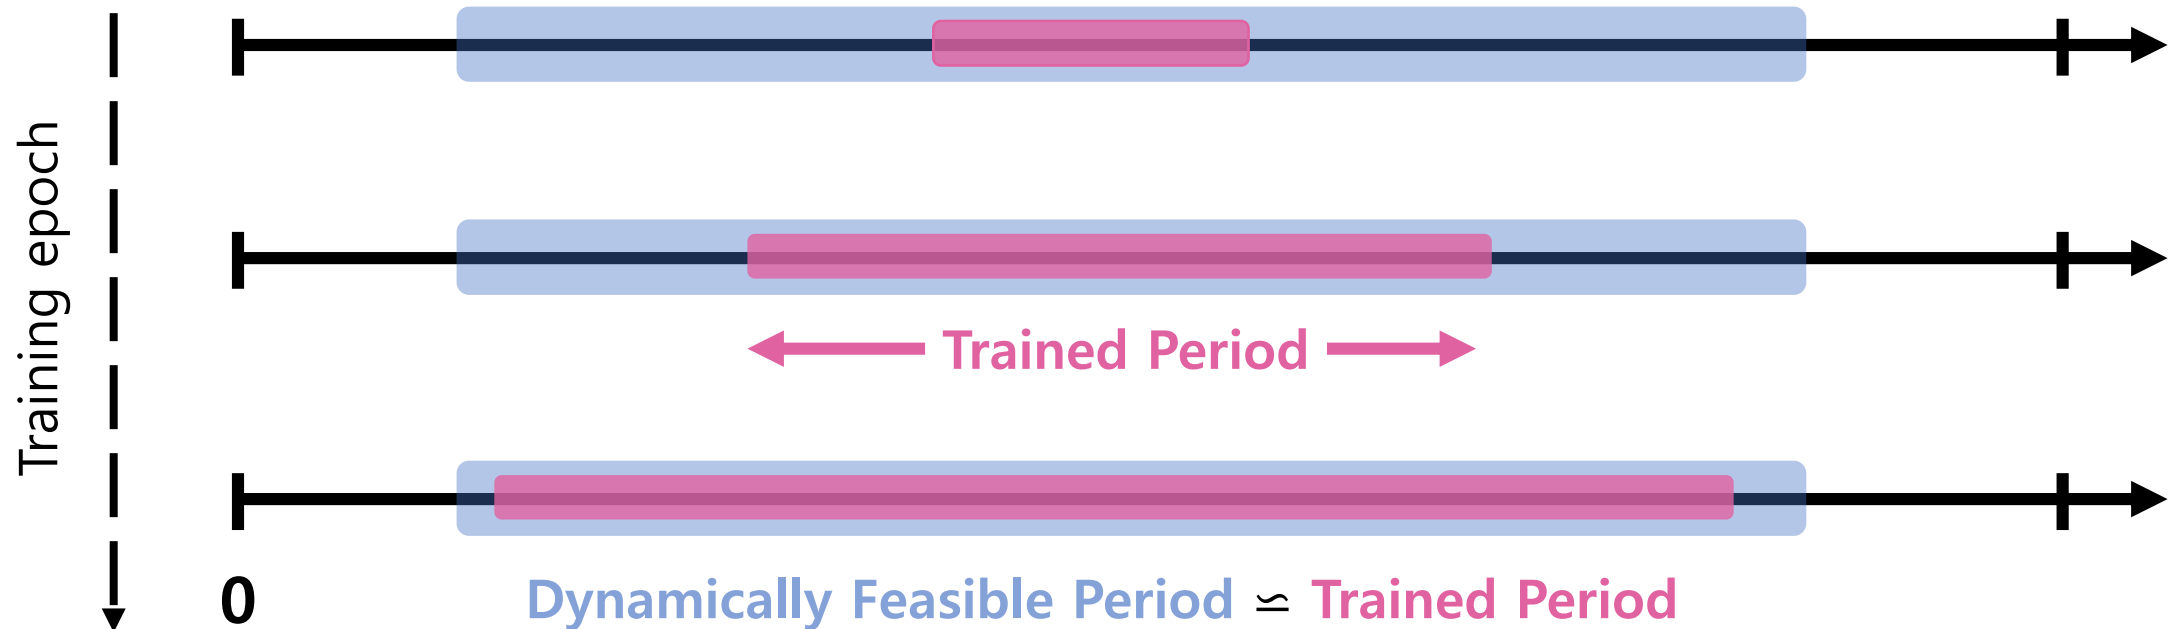 Training epoch
Trained Period
0
Dynamically Feasible Period ≃ Trained Period